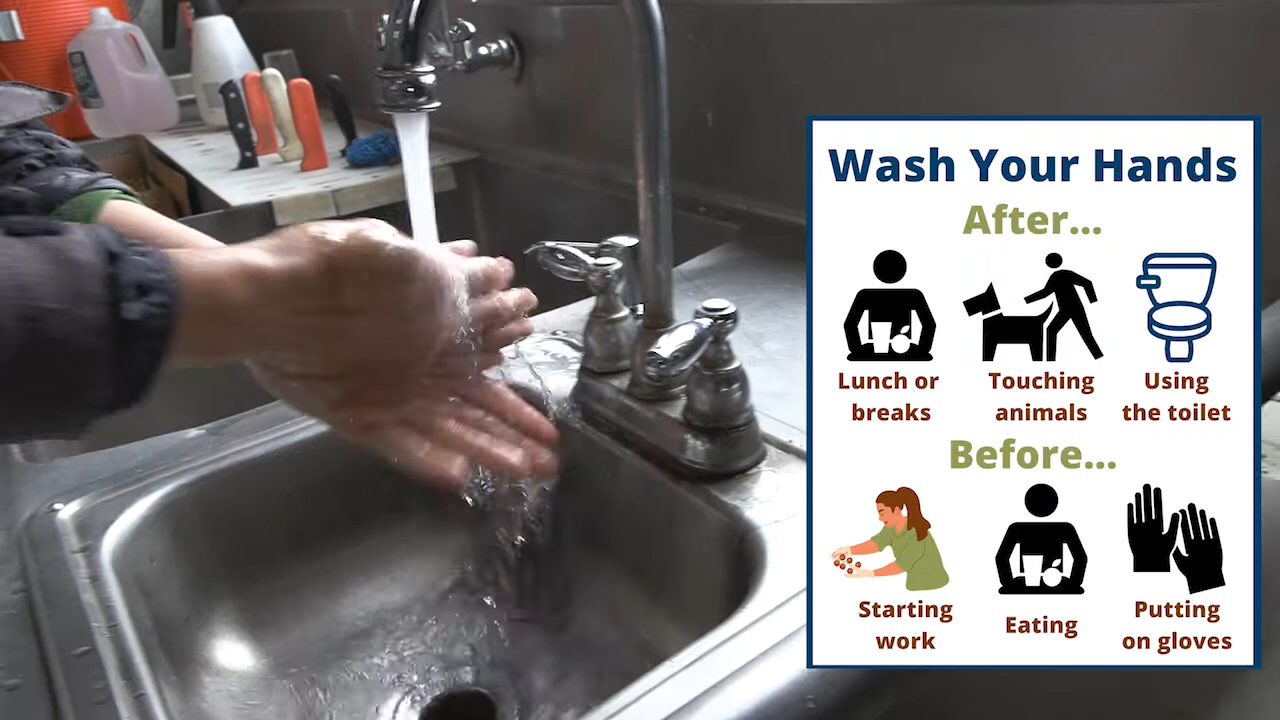 Wash Your Hands
After...
Lunch or
breaks
Touching
animals
Using
the toilet
Before...
Starting
work
Eating
Putting
on gloves